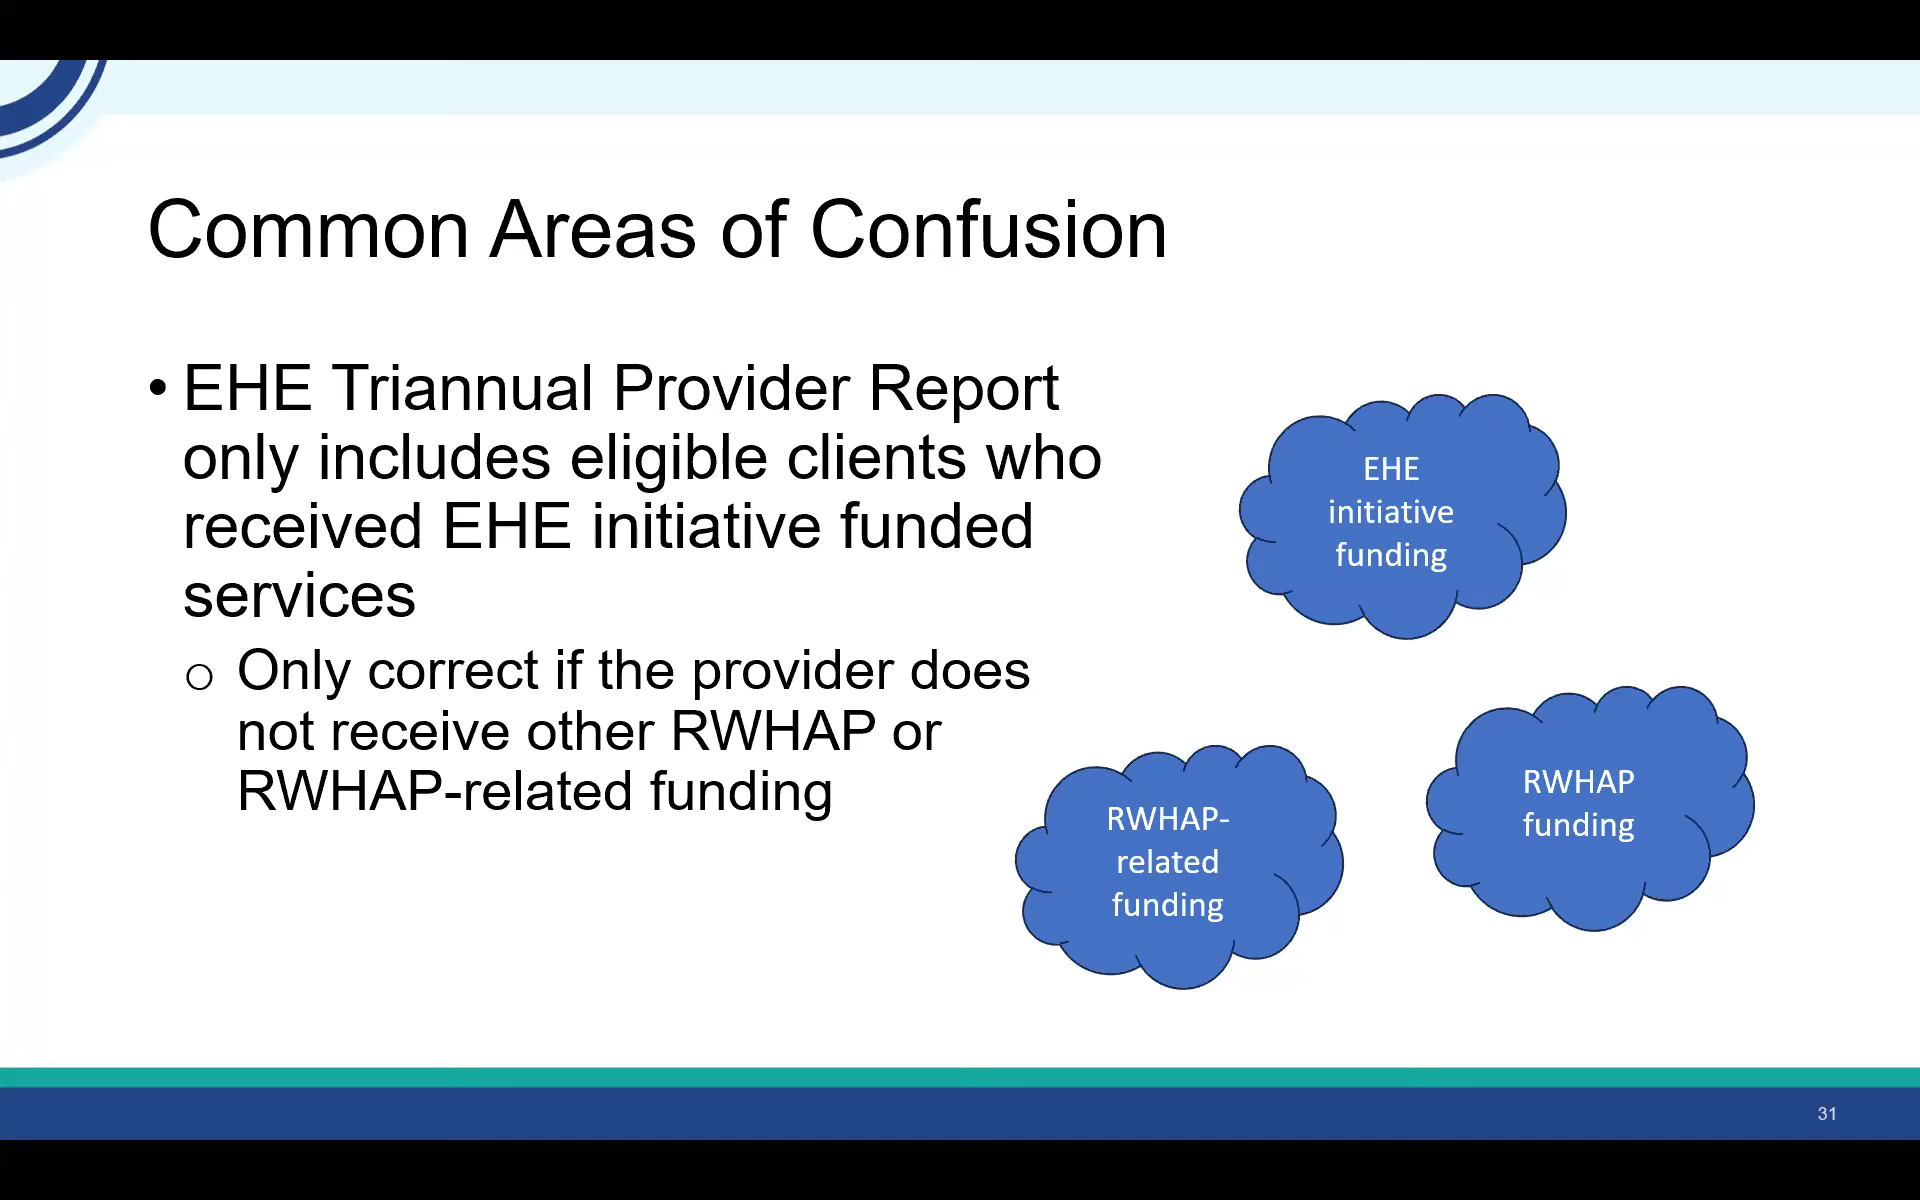 Common Areas of Confusion
• EHE Triannual Provider Report
only includes eligible clients who
received EHE initiative funded
services
o Only correct if the provider does
not receive other RWHAP or
RWHAP-related funding
EHE
initiative
funding
RWHAP-
related
funding
RWHAP
funding
31